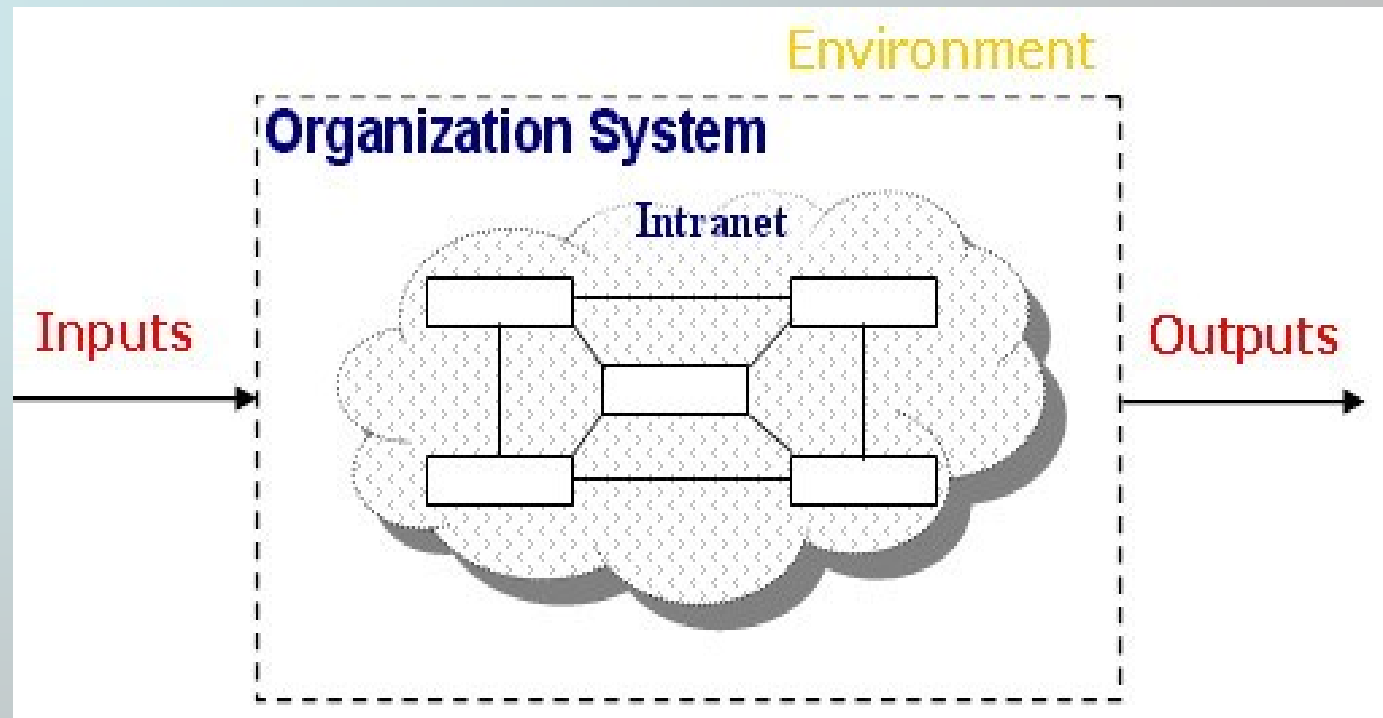 Environment
Organization System
Intranet
Inputs
Outputs